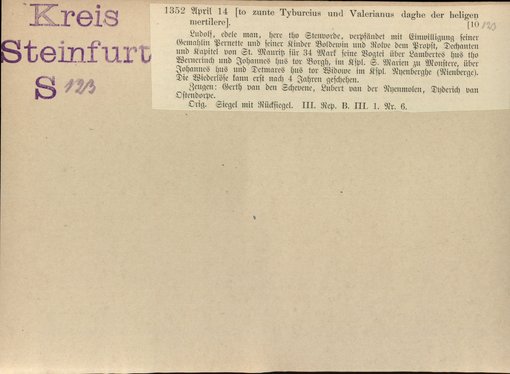 Kreis
Steinfurt
S 123
1352 April 14 [to zunte Tyburcius und Valerianus daghe der heligen
mertilere]. [10
123
Ludolf, edele man, here tho Stenvorde, verpfändet mit Einwilligung seiner
Gemahlin Pernette und seiner Kinder Boldewin und Rolve dem Propst, Dechanten
und Kapitel von St. Mauritz für 34 Mark seine Vogtei über Lambertes hus tho
Wernerinch und Johannes hus tor Borgh, im Kspl. S. Marien zu Monstere, über
Johannes hus und Detmares hus tor Widowe im Kspl. Nyenberghe (Nienberge).
Die Wiederlöse kann erst nach 4 Jahren geschehen.
Zeugen: Gerth van den Schevene, Lubert van der Nyenmolen, Dyderich van
Ostendorpe.
Orig. Siegel mit Rücksiegel. III. Rep. B. III. 1. Nr. 6.